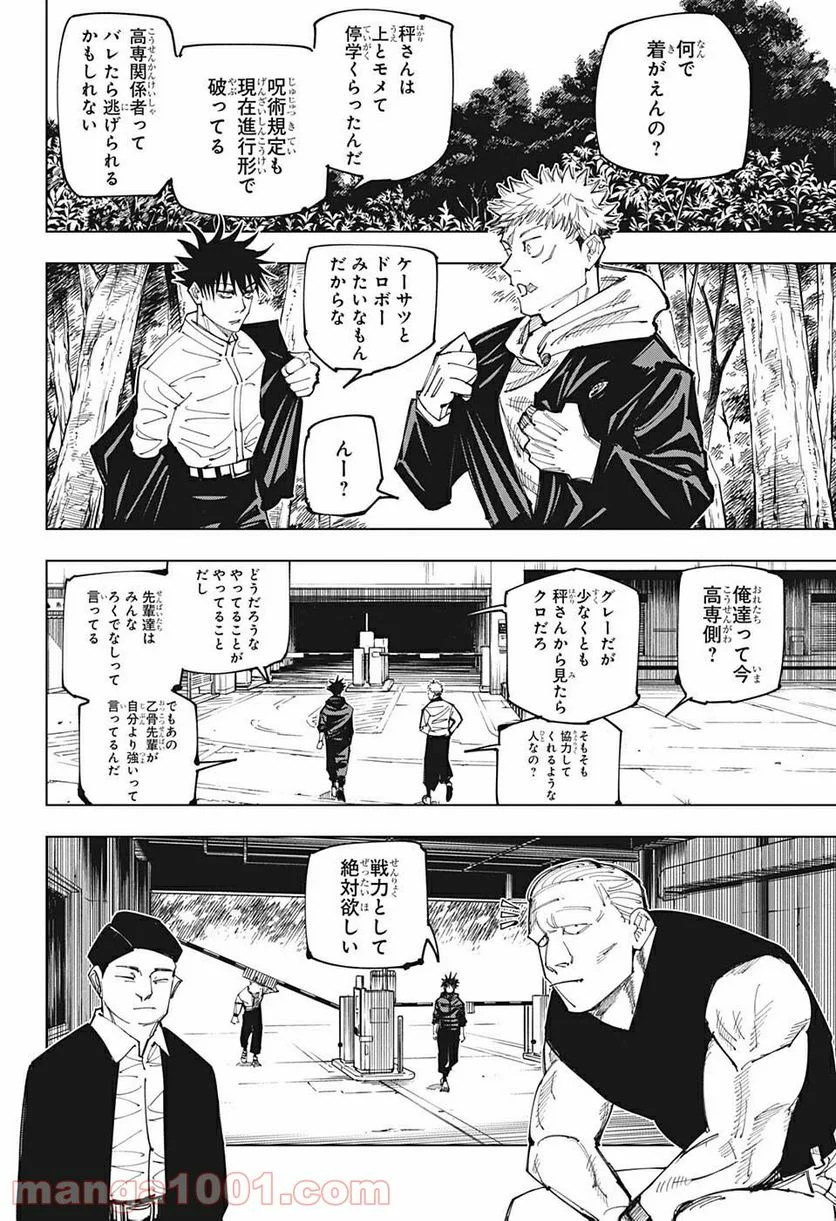 何で
着がえんの？
秤さんは
上とモメて
停学くらったんだ
呪術規定も
現在進行形で
破ってる
高専関係者って
バレたら逃げられる
かもしれない
ケーサツと
ドロボー
みたいなもん
だからな
んー？
俺達って今
高専側？
グレーだが
少なくとも
秤さんから見たら
クロだろ
そもそも
協力して
くれるような
人なの？
どうだろうな
やってることが
やってること
だし
先輩達は
みんな
ろくでなしって
言ってる
でもあの
乙骨先輩が
自分より強いって
言ってるんだ
戦力として
絶対欲しい
manga1001.com